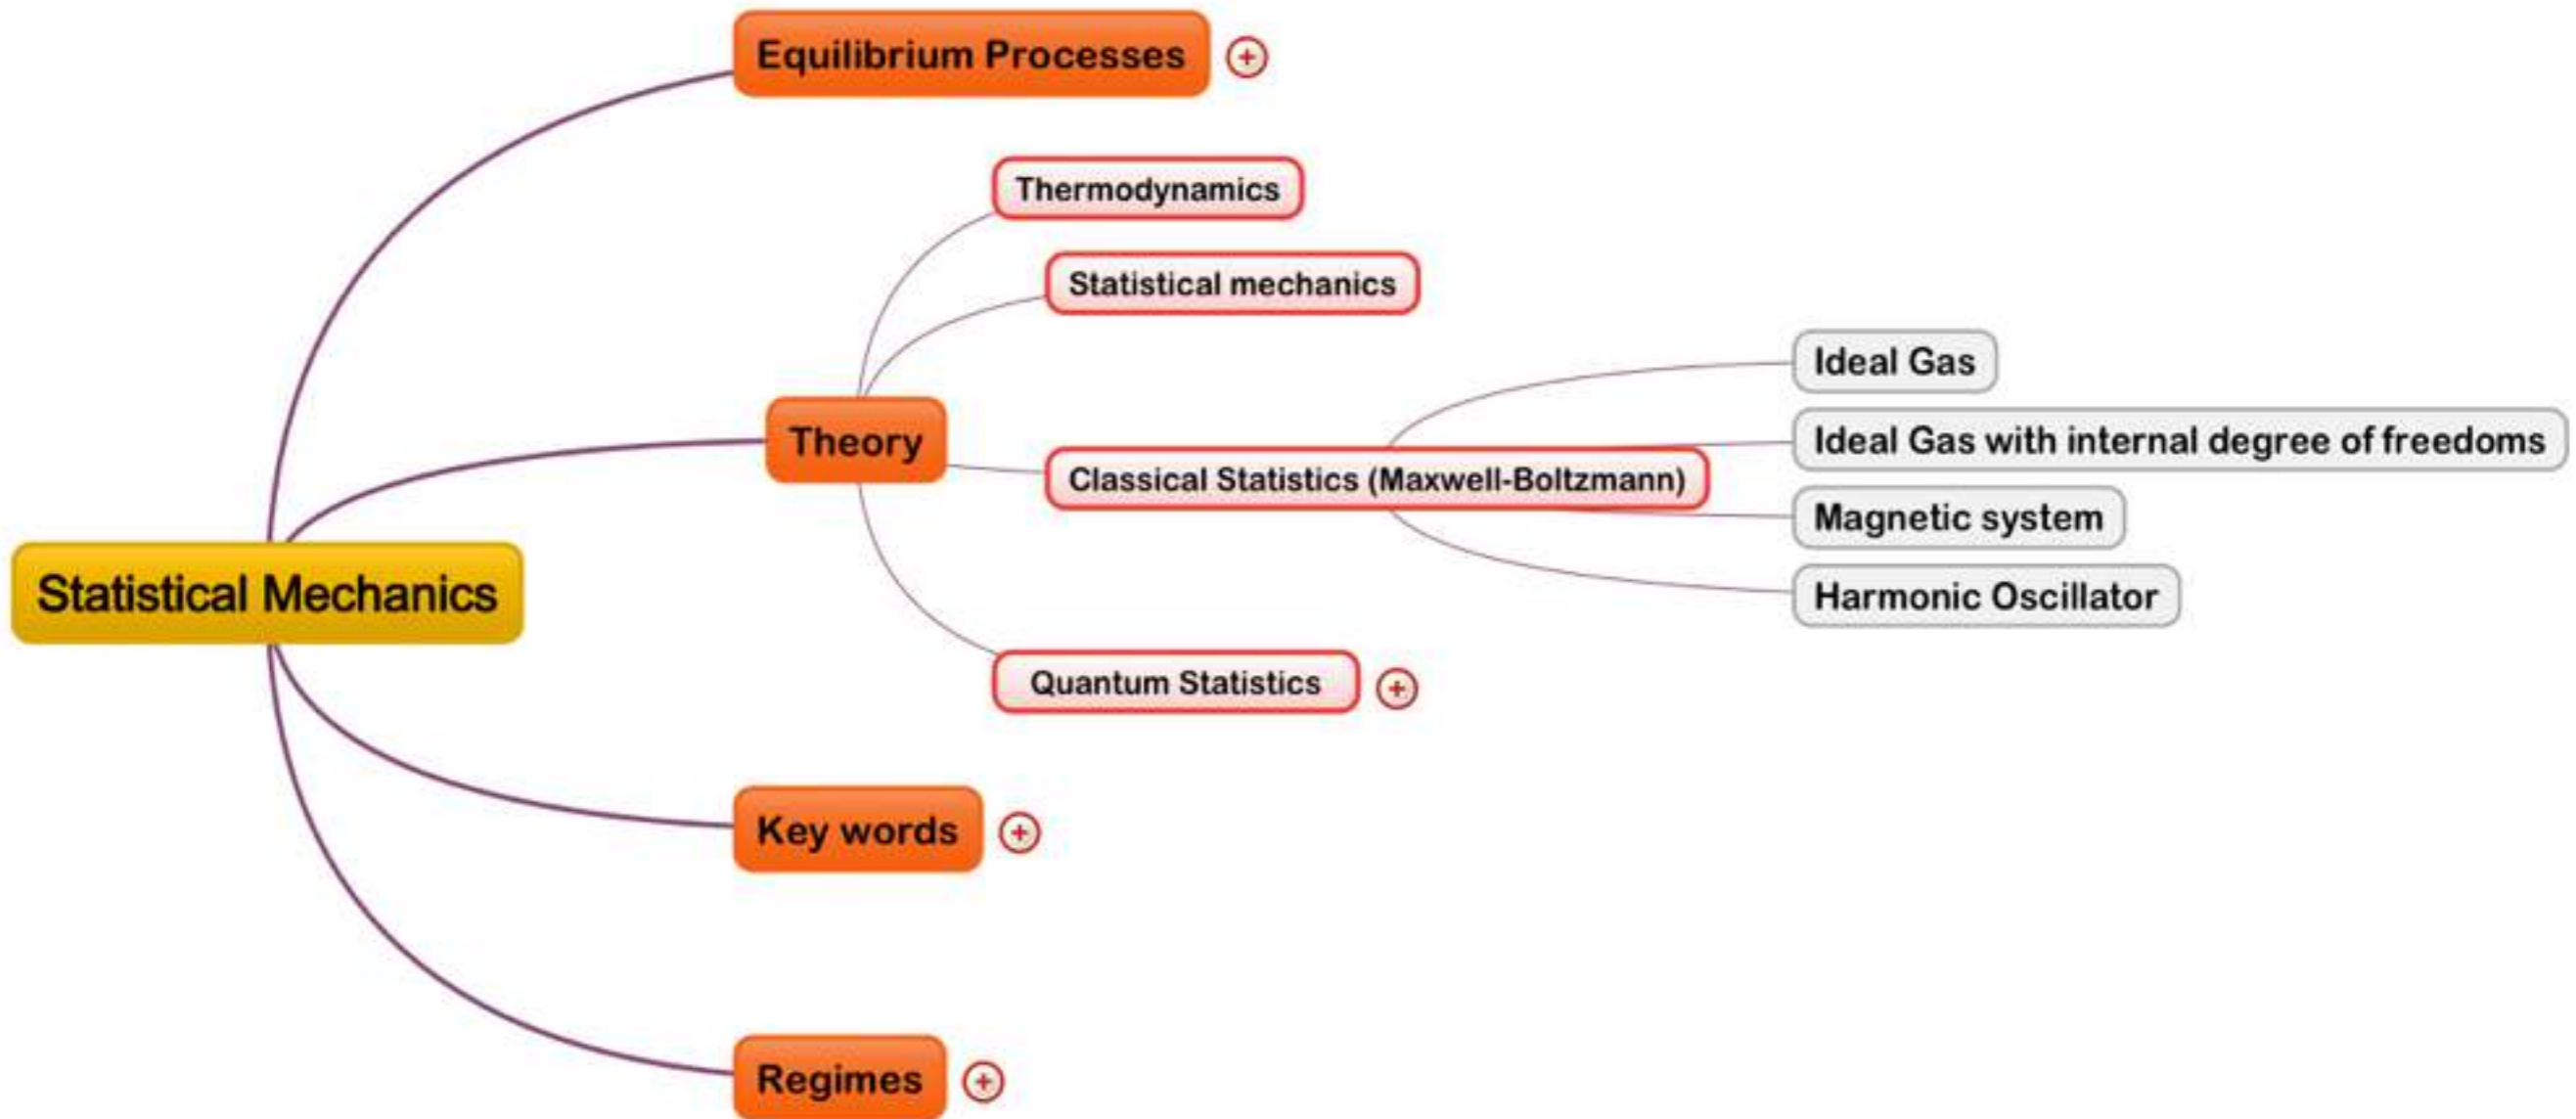 Equilibrium Processes
Thermodynamics
Statistical mechanics
Ideal Gas
Ideal Gas with internal degree of freedoms
Theory
Classical Statistics (Maxwell-Boltzmann)
Magnetic system
Harmonic Oscillator
Statistical Mechanics
Quantum Statistics
Key words
Regimes